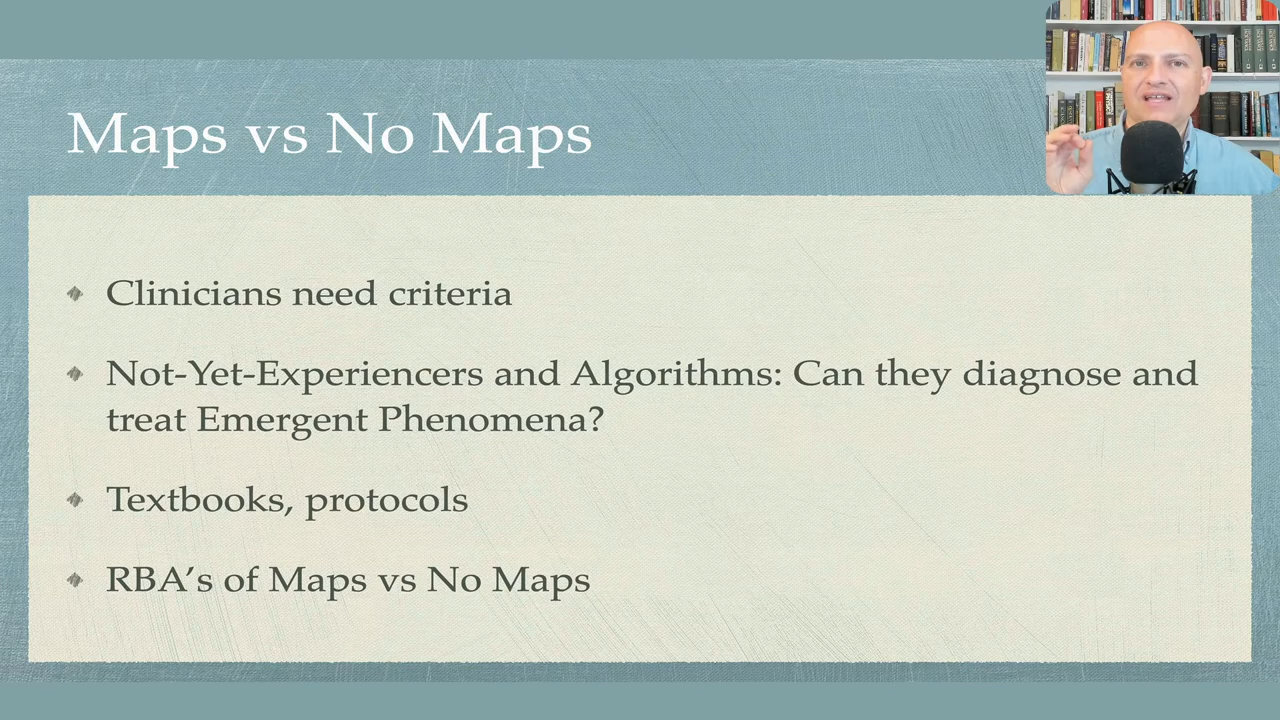 Maps vs No Maps
Clinicians need criteria
Not-Yet-Experiencers and Algorithms: Can they diagnose and
treat Emergent Phenomena?
Textbooks, protocols
RBA’s of Maps vs No Maps